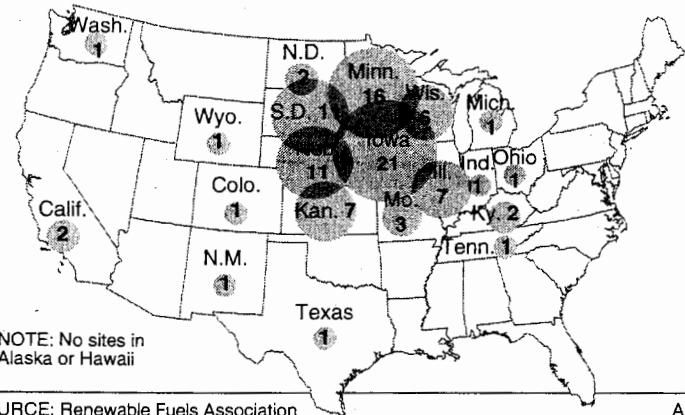 Wash.
1
N.D.
2
Minn.
16
Wis.
6
Mich.
1
S.D.
Wyo.
1
Iowa
21
11
Ind.
1
Ohio
1
Ill.
7
Colo.
1
Kan. 7
Mo.
3
Ky. 2
Calif.
2
Tenn. 1
N.M.
1
Texas
1
NOTE: No sites in
Alaska or Hawaii
URCE: Renewable Fuels Association
A